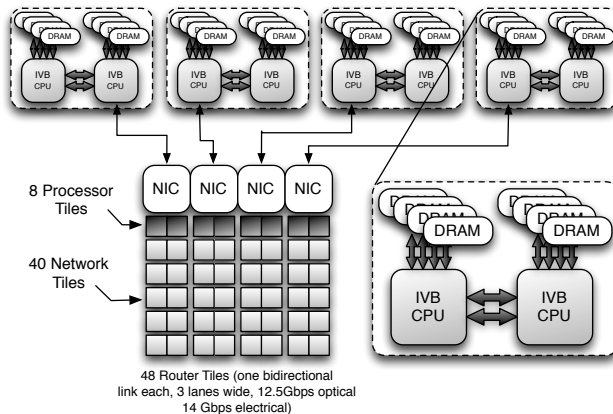 DRAM DRAM DRAM DRAM DRAM DRAM DRAM DRAM
IVB CPU IVB CPU IVB CPU IVB CPU IVB CPU IVB CPU IVB CPU IVB CPU
NIC NIC NIC NIC
8 Processor
Tiles
40 Network
Tiles
DRAM DRAM
IVB
CPU
IVB
CPU
48 Router Tiles (one bidirectional
link each, 3 lanes wide, 12.5Gbps optical
14 Gbps electrical)